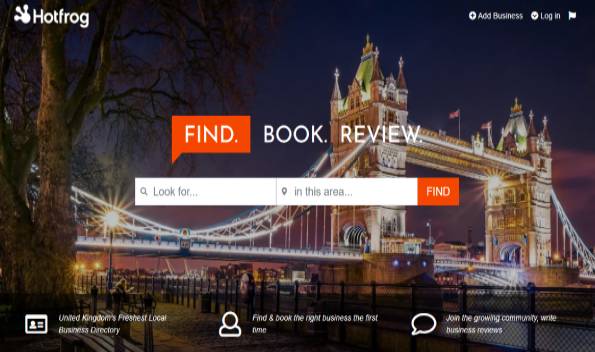 Hotfrog
Add Business
Log in
FIND. BOOK. REVIEW.
Look for...
in this area...
FIND
United Kingdom's Freshest Local
Business Directory
Find & book the right business the first
time
Join the growing community, write
business reviews